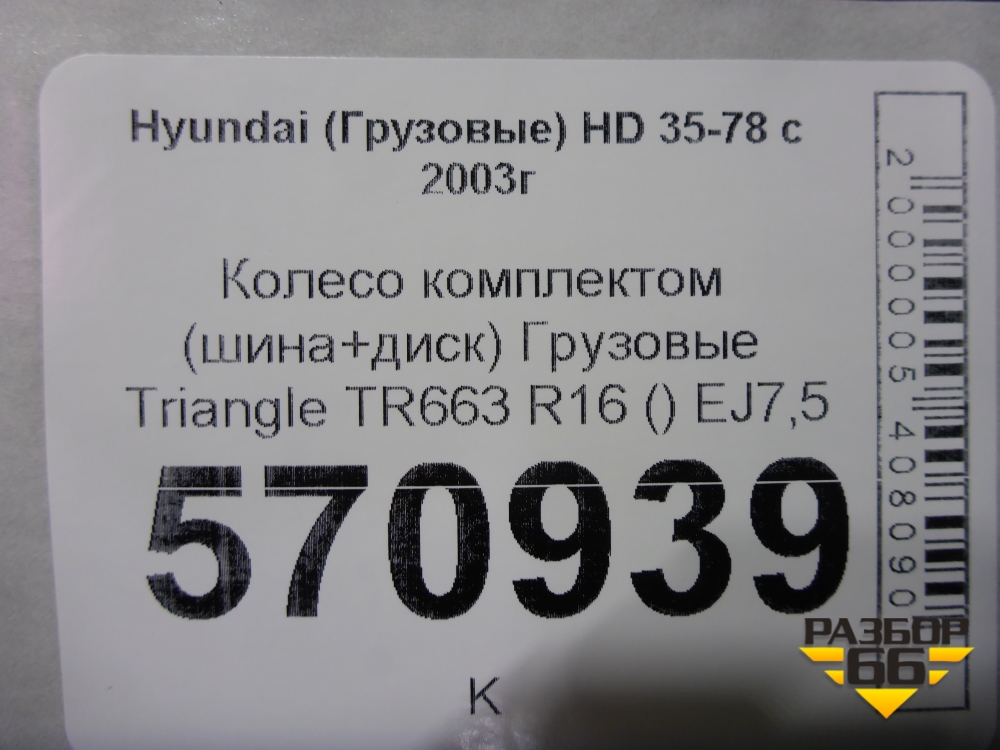 Hyundai (Грузовые) HD 35-78 с
2003г
Колесо комплектом
(шина+диск) Грузовые
Triangle TR663 R16 () EJ7,5
570939
К
РАЗБОР
66